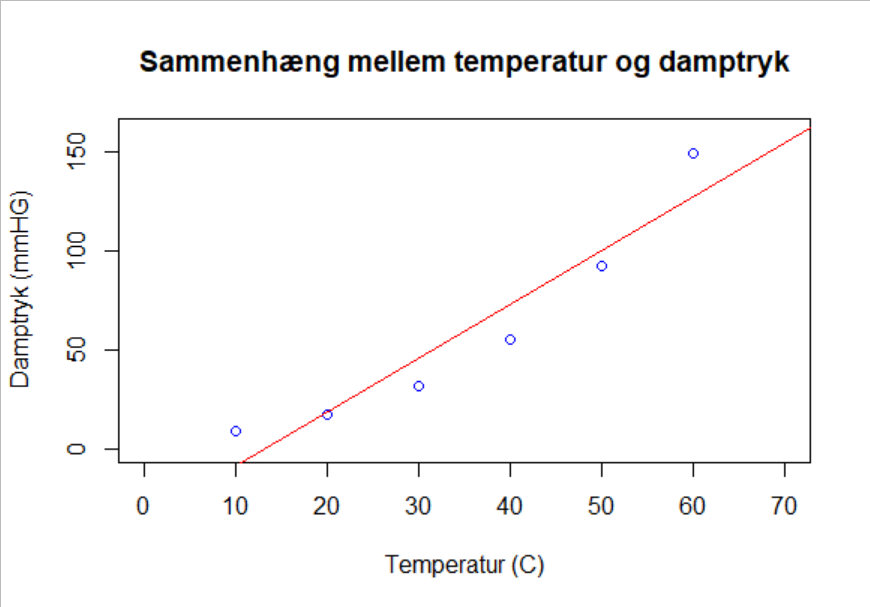 Sammenhæng mellem temperatur og damptryk
150
100
50
0
Damptryk (mmHG)
0 10 20 30 40 50 60 70
Temperatur (C)